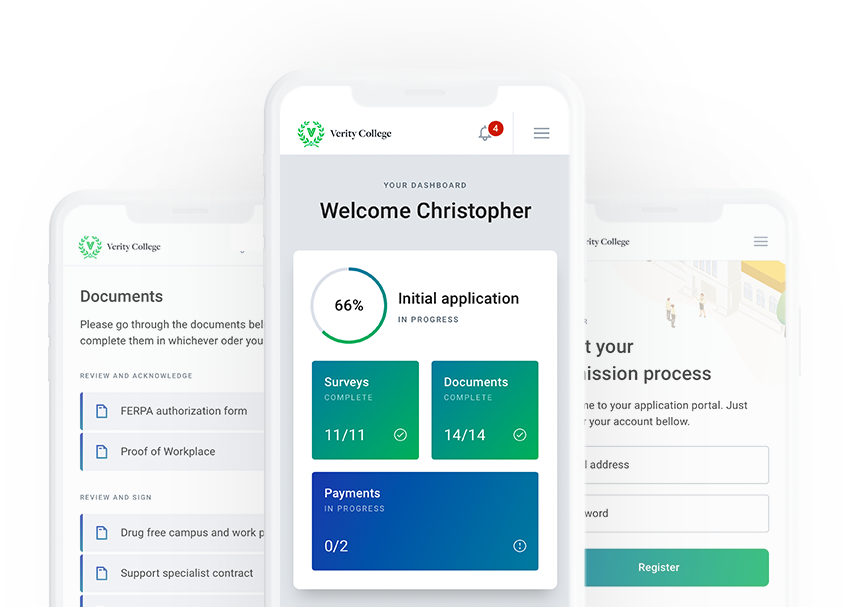 Verity College
Documents
Please go through the documents bel
complete them in whichever oder you
REVIEW AND ACKNOWLEDGE
FERPA authorization form
Proof of Workplace
REVIEW AND SIGN
Drug free campus and work p
Support specialist contract
Verity College
4
YOUR DASHBOARD
Welcome Christopher
66%
Initial application
IN PROGRESS
Surveys
COMPLETE
11/11
Documents
COMPLETE
14/14
Payments
IN PROGRESS
0/2
rity College
R
t your
ission process
me to your application portal. Just
r your account bellow.
l address
word
Register